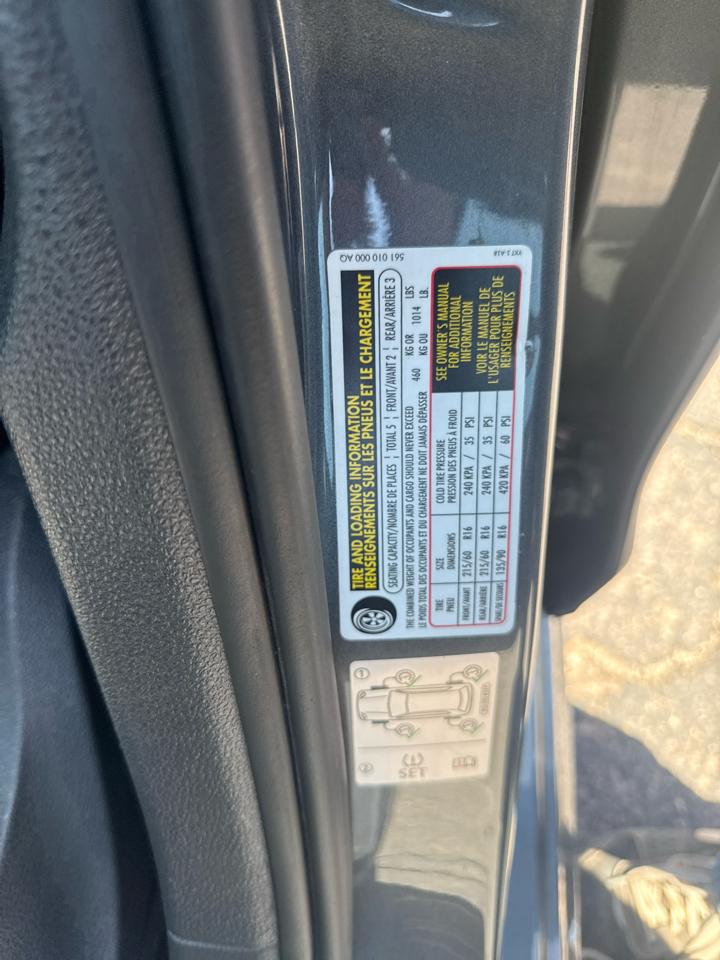 561 010 000 AQ
TIRE AND LOADING INFORMATION
RENSEIGNEMENTS SUR LES PNEUS ET LE CHARGEMENT
SEATING CAPACITY/NOMBRE DE PLACES ¦ TOTAL 5 ¦ FRONT/AVANT 2 ¦ REAR/ARRIÈRE 3
THE COMBINED WEIGHT OF OCCUPANTS AND CARGO SHOULD NEVER EXCEED 460 KG OR 1014 LBS
LE POIDS TOTAL DES OCCUPANTS ET DU CHARGEMENT NE DOIT JAMAIS DÉPASSER KG OU LB.
TIRE SIZE COLD TIRE PRESSURE
PNEU DIMENSIONS PRESSION DES PNEUS À FROID
FRONT/AVANT 215/60 R16 240 KPA / 35 PSI
REAR/ARRIÈRE 215/60 R16 240 KPA / 35 PSI
SPARE/DE SECOURS 135/90 R16 420 KPA / 60 PSI
SEE OWNER'S MANUAL
FOR ADDITIONAL
INFORMATION
VOIR LE MANUEL DE
L'USAGER POUR PLUS DE
RENSEIGNEMENTS
1
2
SET